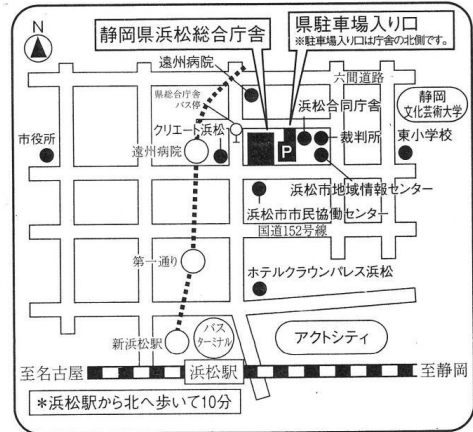 N
静岡県浜松総合庁舎
県駐車場入り口
※駐車場入り口は庁舎の北側です。
遠州病院
六間道路
県総合庁舎
バス停
浜松合同庁舎
静岡
文化芸術大学
クリエート浜松
裁判所
市役所
遠州病院
P
東小学校
浜松市地域情報センター
浜松市市民協働センター
国道152号線
第一通り
ホテルクラウンパレス浜松
新浜松駅
バス
ターミナル
アクトシティ
至名古屋
浜松駅
至静岡
*浜松駅から北へ歩いて10分